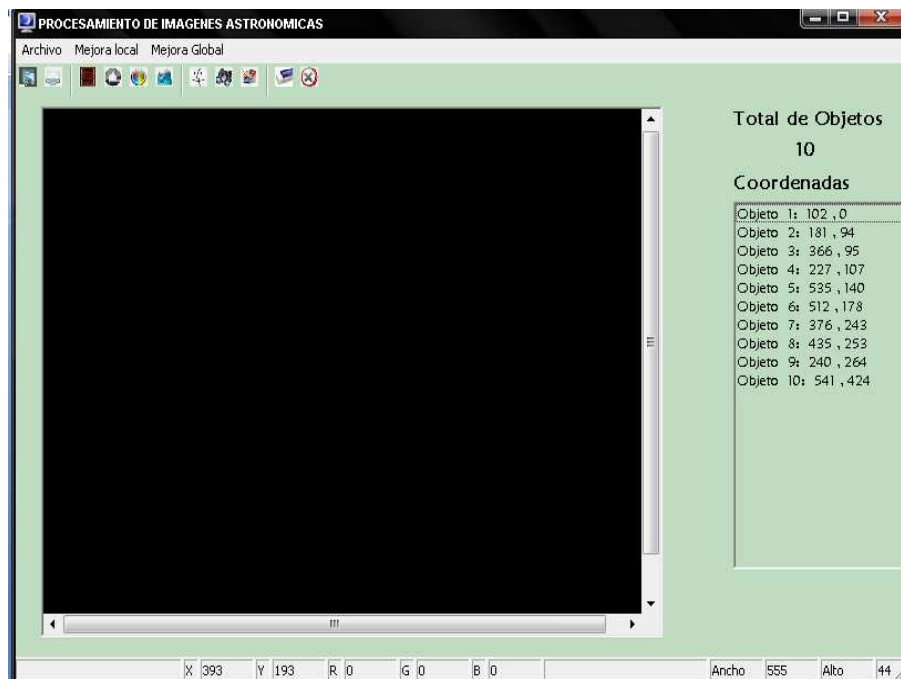 PROCESAMIENTO DE IMAGENES ASTRONOMICAS
Archivo Mejora local Mejora Global
Total de Objetos
10
Coordenadas
Objeto 1: 102 , 0
Objeto 2: 181 , 94
Objeto 3: 366 , 95
Objeto 4: 227 , 107
Objeto 5: 535 , 140
Objeto 6: 512 , 178
Objeto 7: 376 , 243
Objeto 8: 435 , 253
Objeto 9: 240 , 264
Objeto 10: 541 , 424
X 393 Y 193 R 0 G 0 B 0 Ancho 555 Alto 44